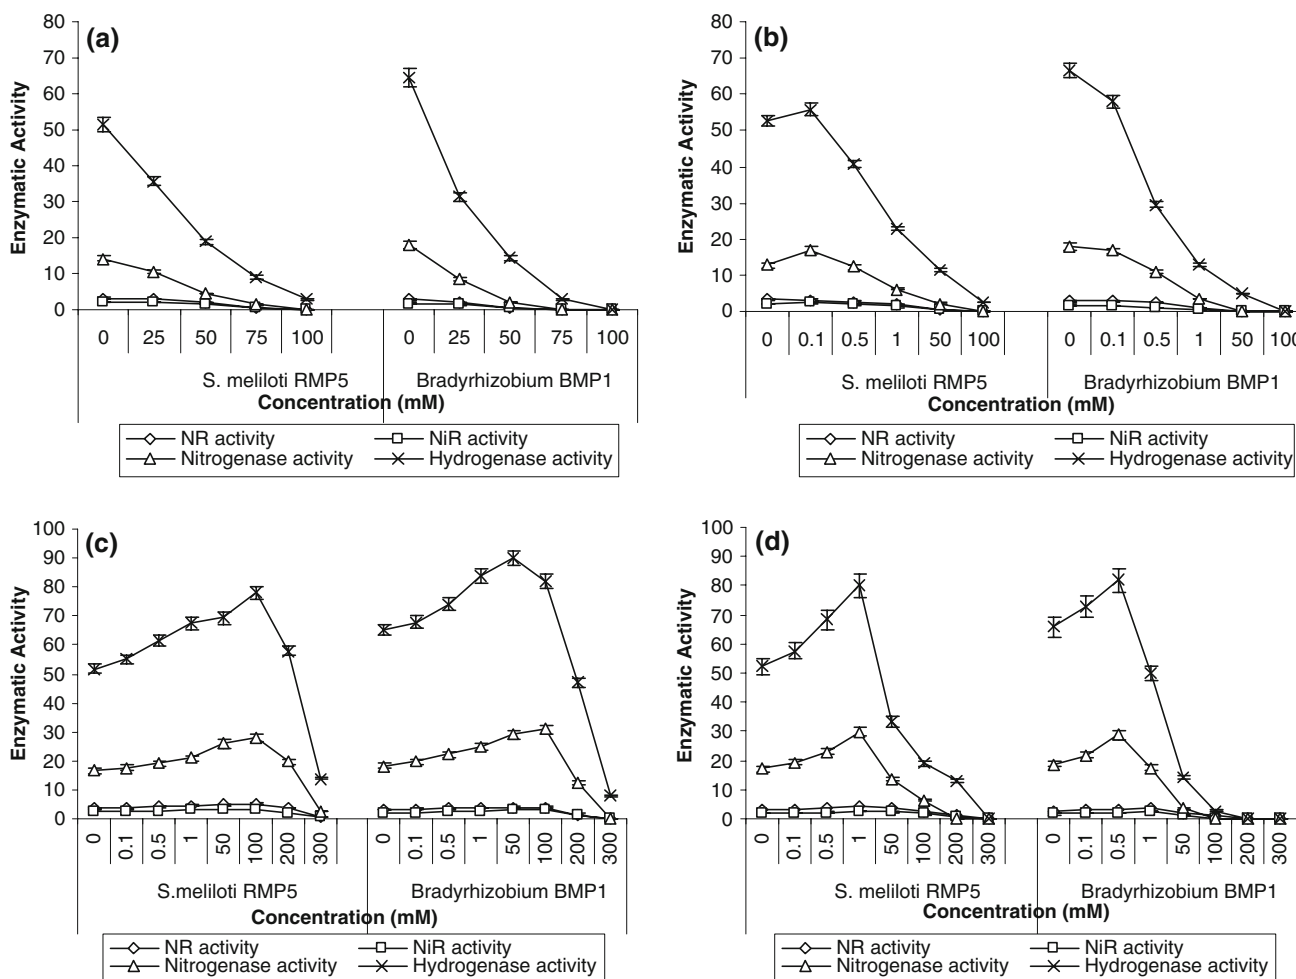 (a)
Enzymatic Activity
80
70
60
50
40
30
20
10
0
0 25 50 75 100 0 25 50 75 100
S. meliloti RMP5 Bradyrhizobium BMP1
Concentration (mM)
NR activity NiR activity
Nitrogenase activity Hydrogenase activity
(b)
Enzymatic Activity
80
70
60
50
40
30
20
10
0
0 0.1 0.5 1 50 100 0 0.1 0.5 1 50 100
S. meliloti RMP5 Bradyrhizobium BMP1
Concentration (mM)
NR activity NiR activity
Nitrogenase activity Hydrogenase activity
(c)
Enzymatic Activity
100
90
80
70
60
50
40
30
20
10
0
0 0.1 0.5 1 50 100 200 300 0 0.1 0.5 1 50 100 200 300
S.meliloti RMP5 Bradyrhizobium BMP1
Concentration (mM)
NR activity NiR activity
Nitrogenase activity Hydrogenase activity
(d)
Enzymatic Activity
100
90
80
70
60
50
40
30
20
10
0
0 0.1 0.5 1 50 100 200 300 0 0.1 0.5 1 50 100 200 300
S. meliloti RMP5 Bradyrhizobium BMP1
Concentration (mM)
NR activity NiR activity
Nitrogenase activity Hydrogenase activity